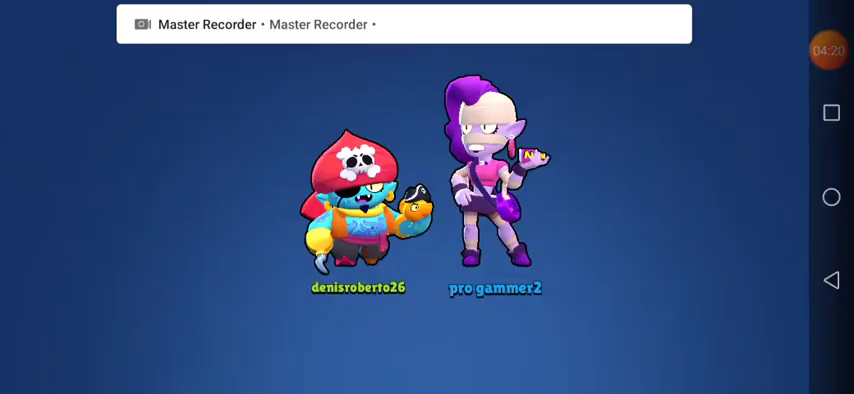 Master Recorder • Master Recorder •
04:20
denisroberto26
pro gammer2